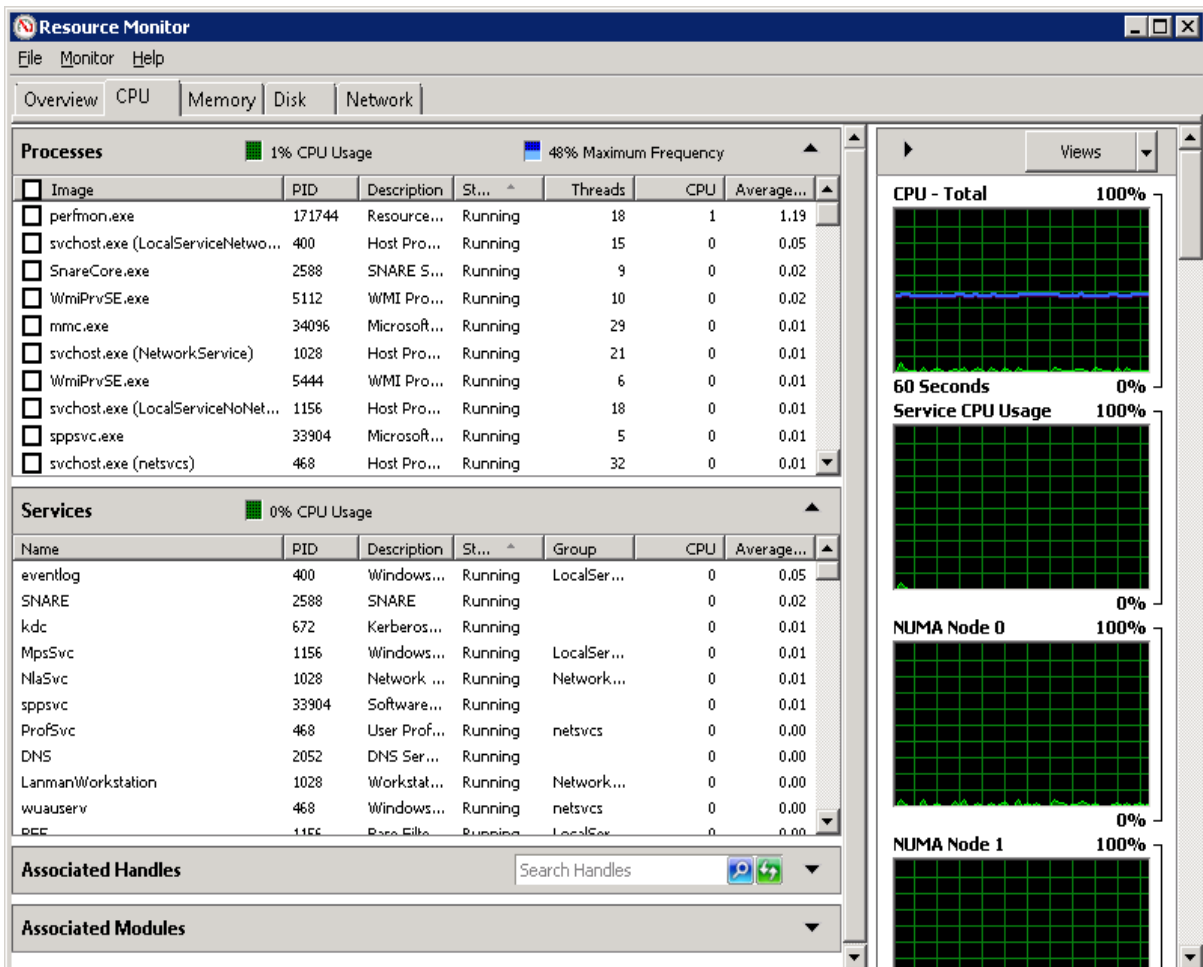 Resource Monitor
File Monitor Help
Overview CPU Memory Disk Network
Processes 1% CPU Usage 48% Maximum Frequency
Image PID Description St... Threads CPU Average...
perfmon.exe 171744 Resource... Running 18 1 1.19
svchost.exe (LocalServiceNetwo... 400 Host Pro... Running 15 0 0.05
SnareCore.exe 2588 SNARE S... Running 9 0 0.02
WmiPrvSE.exe 5112 WMI Pro... Running 10 0 0.02
mmc.exe 34096 Microsoft... Running 29 0 0.01
svchost.exe (NetworkService) 1028 Host Pro... Running 21 0 0.01
WmiPrvSE.exe 5444 WMI Pro... Running 6 0 0.01
svchost.exe (LocalServiceNoNet... 1156 Host Pro... Running 18 0 0.01
sppsvc.exe 33904 Microsoft... Running 5 0 0.01
svchost.exe (netsvcs) 468 Host Pro... Running 32 0 0.01
Services 0% CPU Usage
Name PID Description St... Group CPU Average...
eventlog 400 Windows... Running LocalSer... 0 0.05
SNARE 2588 SNARE Running 0 0.02
kdc 672 Kerberos... Running 0 0.01
MpsSvc 1156 Windows... Running LocalSer... 0 0.01
NlaSvc 1028 Network ... Running Network... 0 0.01
sppsvc 33904 Software... Running 0 0.01
ProfSvc 468 User Prof... Running netsvcs 0 0.00
DNS 2052 DNS Ser... Running 0 0.00
LanmanWorkstation 1028 Workstat... Running Network... 0 0.00
wuauserv 468 Windows... Running netsvcs 0 0.00
BFE 1156 Base Filte... Running LocalSer... 0 0.00
Associated Handles Search Handles
Associated Modules
Views
CPU - Total 100%
60 Seconds 0%
Service CPU Usage 100%
0%
NUMA Node 0 100%
0%
NUMA Node 1 100%